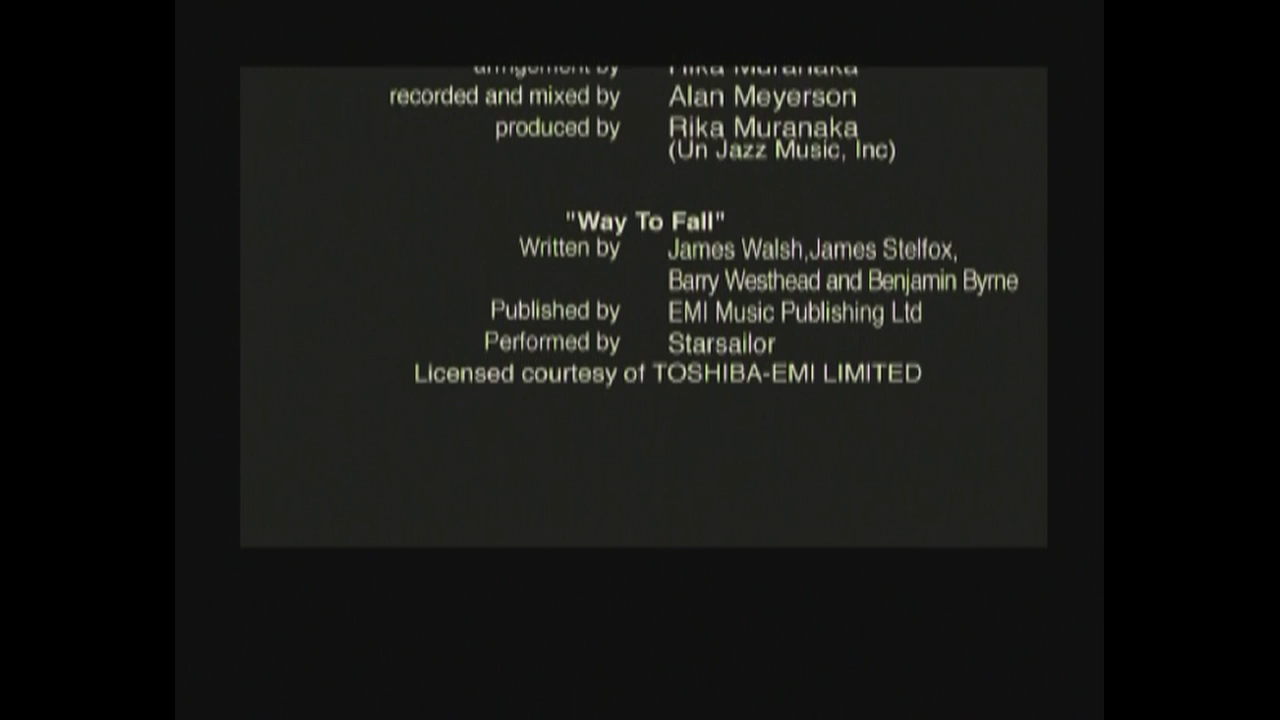 recorded and mixed by Alan Meyerson
produced by Rika Muranaka
(Un Jazz Music, Inc)
"Way To Fall"
Written by James Walsh,James Stelfox,
Barry Westhead and Benjamin Byrne
Published by EMI Music Publishing Ltd
Performed by Starsailor
Licensed courtesy of TOSHIBA-EMI LIMITED